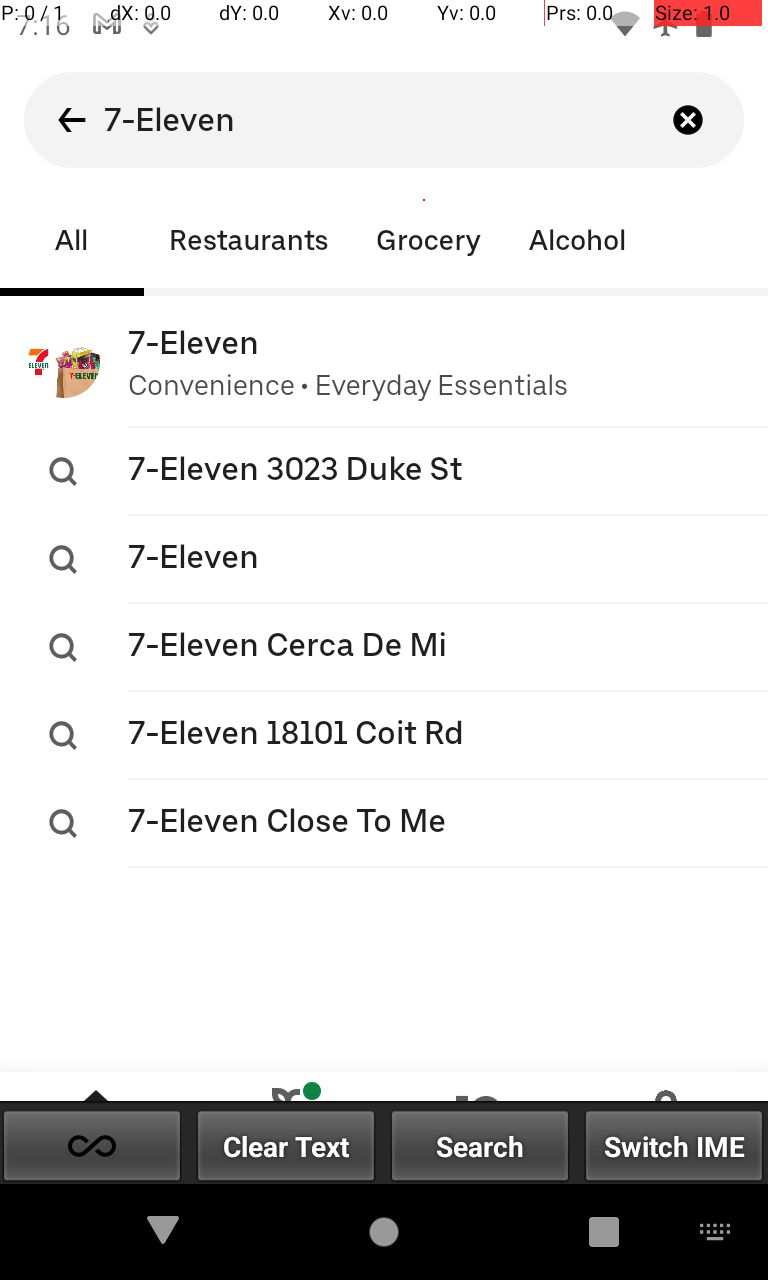 P: 0 / 1 dX: 0.0 dY: 0.0 Xv: 0.0 Yv: 0.0 Prs: 0.0 Size: 1.0
7:16
7-Eleven
All Restaurants Grocery Alcohol
7-Eleven
Convenience • Everyday Essentials
7-Eleven 3023 Duke St
7-Eleven
7-Eleven Cerca De Mi
7-Eleven 18101 Coit Rd
7-Eleven Close To Me
Clear Text Search Switch IME